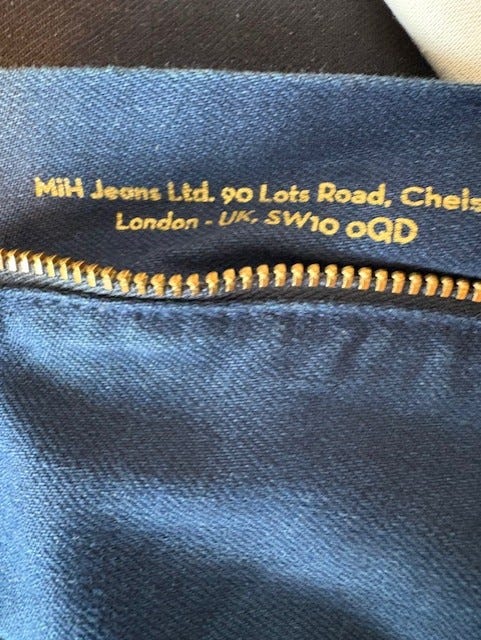 MiH Jeans Ltd. 90 Lots Road, Chels
London - UK. SW10 0QD